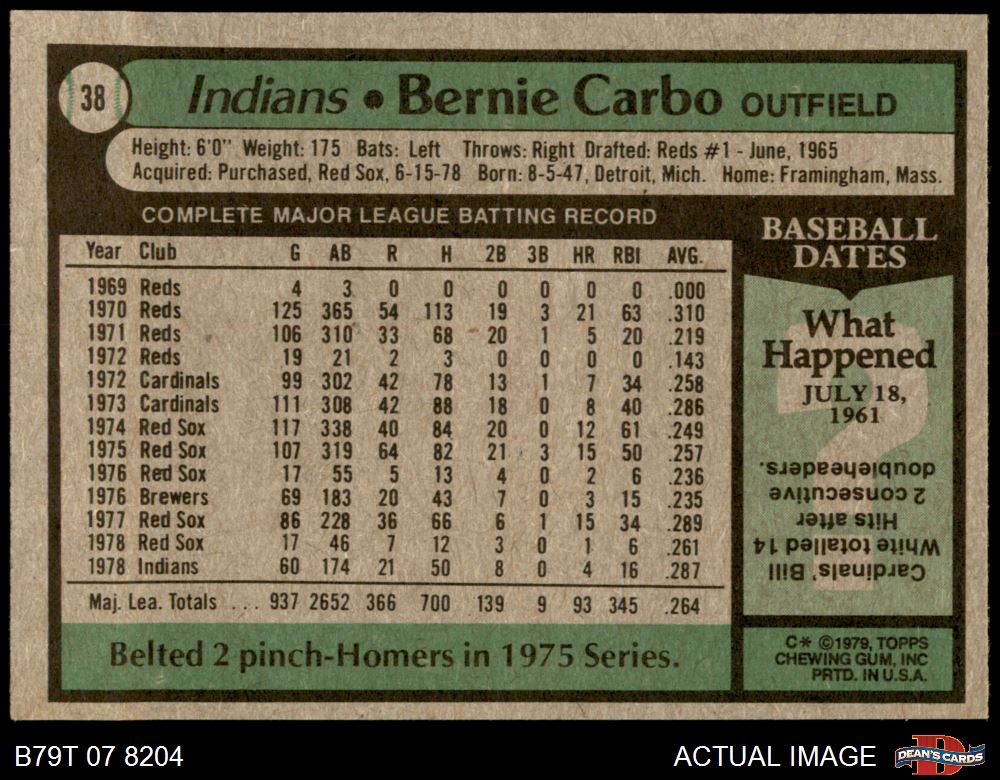 38
Indians • Bernie Carbo OUTFIELD
Height: 6'0" Weight: 175 Bats: Left Throws: Right Drafted: Reds #1 - June, 1965
Acquired: Purchased, Red Sox, 6-15-78 Born: 8-5-47, Detroit, Mich. Home: Framingham, Mass.
COMPLETE MAJOR LEAGUE BATTING RECORD
Year Club G AB R H 2B 3B HR RBI AVG.
1969 Reds 4 3 0 0 0 0 0 0 .000
1970 Reds 125 365 54 113 19 3 21 63 .310
1971 Reds 106 310 33 68 20 1 5 20 .219
1972 Reds 19 21 2 3 0 0 0 0 .143
1972 Cardinals 99 302 42 78 13 1 7 34 .258
1973 Cardinals 111 308 42 88 18 0 8 40 .286
1974 Red Sox 117 338 40 84 20 0 12 61 .249
1975 Red Sox 107 319 64 82 21 3 15 50 .257
1976 Red Sox 17 55 5 13 4 0 2 6 .236
1976 Brewers 69 183 20 43 7 0 3 15 .235
1977 Red Sox 86 228 36 66 6 1 15 34 .289
1978 Red Sox 17 46 7 12 3 0 1 6 .261
1978 Indians 60 174 21 50 8 0 4 16 .287
Maj. Lea. Totals ... 937 2652 366 700 139 9 93 345 .264
Belted 2 pinch-Homers in 1975 Series.
BASEBALL
DATES
What
Happened
JULY 18,
1961
?
Cardinals' Bill
White totalled 14
Hits after
2 consecutive
doubleheaders.
C* ©1979, TOPPS
CHEWING GUM, INC
PRTD. IN U.S.A.
B79T 07 8204
ACTUAL IMAGE
D
DEAN'S CARDS